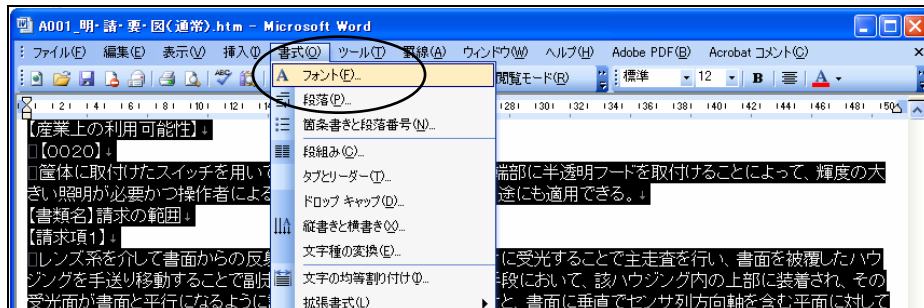 A001_明・請・要・図(通常).htm - Microsoft Word
ファイル(F) 編集(E) 表示(V) 挿入(I) 書式(O) ツール(T) 罫線(A) ウィンドウ(W) ヘルプ(H) Adobe PDF(B) Acrobat コメント(C)
閲覧モード(R) 標準 12 B A
フォント(F)...
段落(P)...
箇条書きと段落番号(N)...
段組み(C)...
タブとリーダー(T)...
ドロップ キャップ(D)...
縦書きと横書き(X)...
文字種の変換(E)...
文字の均等割り付け(I)...
拡張書式(L)
【産業上の利用可能性】
【0020】
筐体に取付けたスイッチを用いて 端部に半透明フードを取付けることによって、輝度の大
きい照明が必要かつ操作者による 途にも適用できる。
【書類名】請求の範囲
【請求項1】
レンズ系を介して書面からの反射 に受光することで主走査を行い、書面を被覆したハウ
ジングを手送り移動することで副走 段において、該ハウジング内の上部に装着され、その
受光面が書面と平行になるように と、書面に垂直でセンサ列方向軸を含む平面に対して